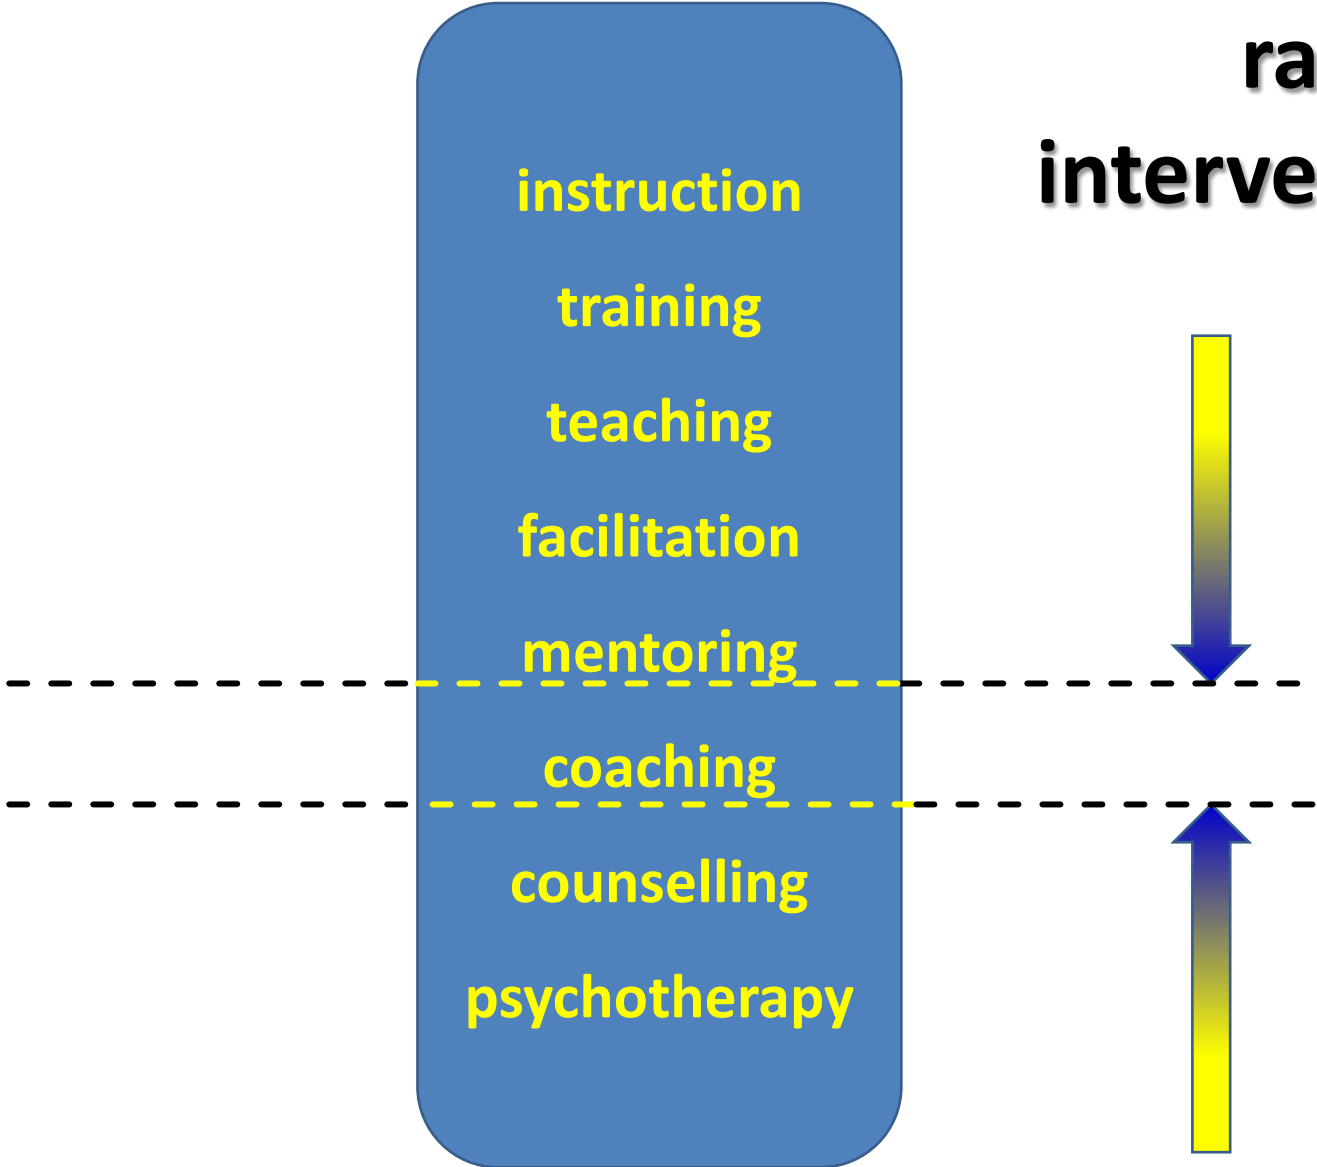 ra
interve
instruction
training
teaching
facilitation
mentoring
coaching
counselling
psychotherapy